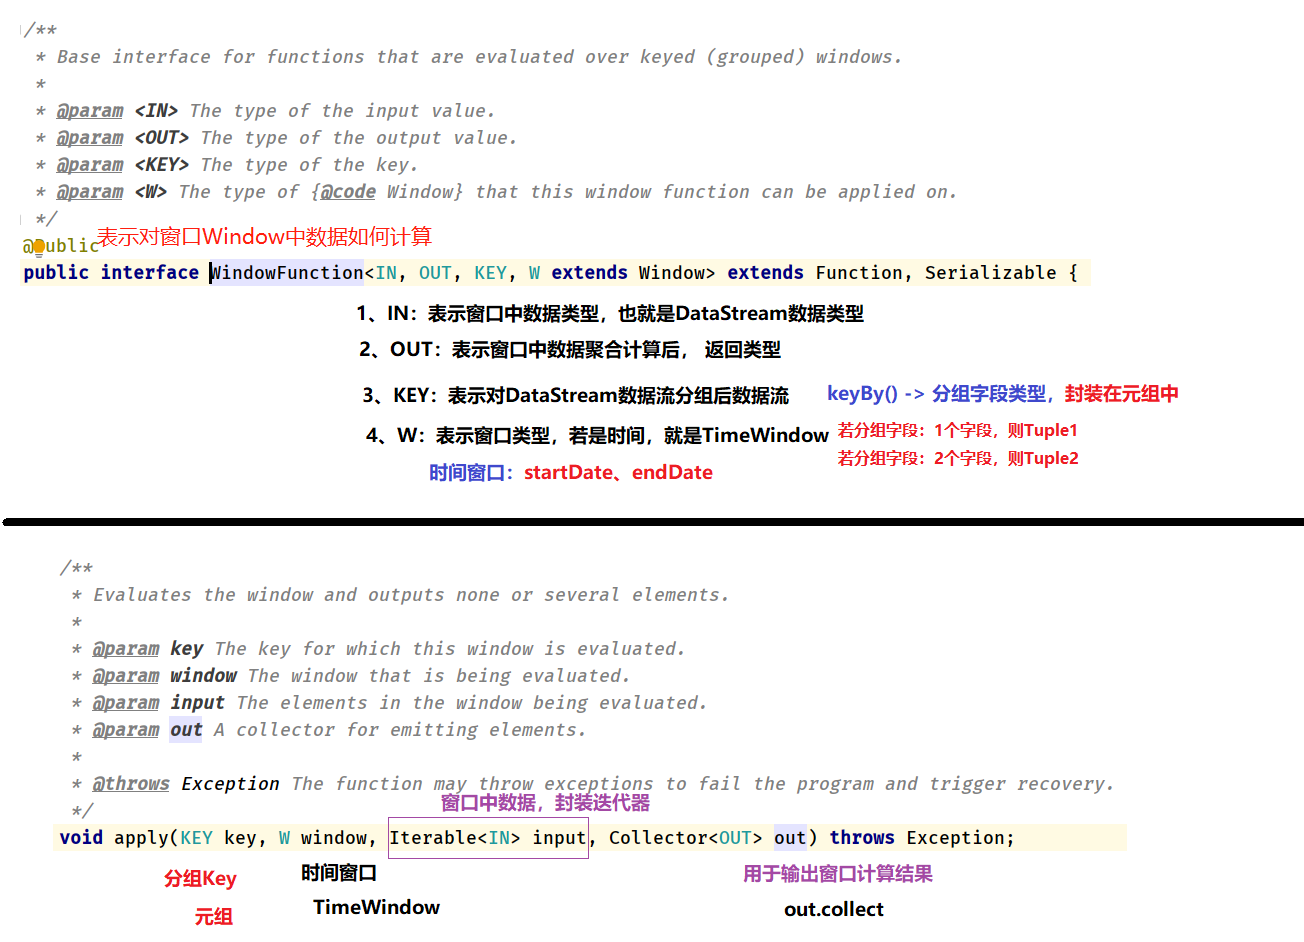 /**
* Base interface for functions that are evaluated over keyed (grouped) windows.
*
* @param <IN> The type of the input value.
* @param <OUT> The type of the output value.
* @param <KEY> The type of the key.
* @param <W> The type of {@code Window} that this window function can be applied on.
*/
@Public 表示对窗口Window中数据如何计算
public interface WindowFunction<IN, OUT, KEY, W extends Window> extends Function, Serializable {
1、IN：表示窗口中数据类型，也就是DataStream数据类型
2、OUT：表示窗口中数据聚合计算后， 返回类型
3、KEY：表示对DataStream数据流分组后数据流 keyBy() -> 分组字段类型，封装在元组中
4、W：表示窗口类型，若是时间，就是TimeWindow 若分组字段：1个字段，则Tuple1
若分组字段：2个字段，则Tuple2
时间窗口：startDate、endDate
/**
* Evaluates the window and outputs none or several elements.
*
* @param key The key for which this window is evaluated.
* @param window The window that is being evaluated.
* @param input The elements in the window being evaluated.
* @param out A collector for emitting elements.
*
* @throws Exception The function may throw exceptions to fail the program and trigger recovery.
*/ 窗口中数据，封装迭代器
void apply(KEY key, W window, Iterable<IN> input, Collector<OUT> out) throws Exception;
分组Key 时间窗口 用于输出窗口计算结果
元组 TimeWindow out.collect